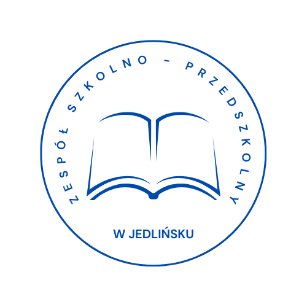 ZESPÓŁ SZKOLNO - PRZEDSZKOLNY
W JEDLIŃSKU